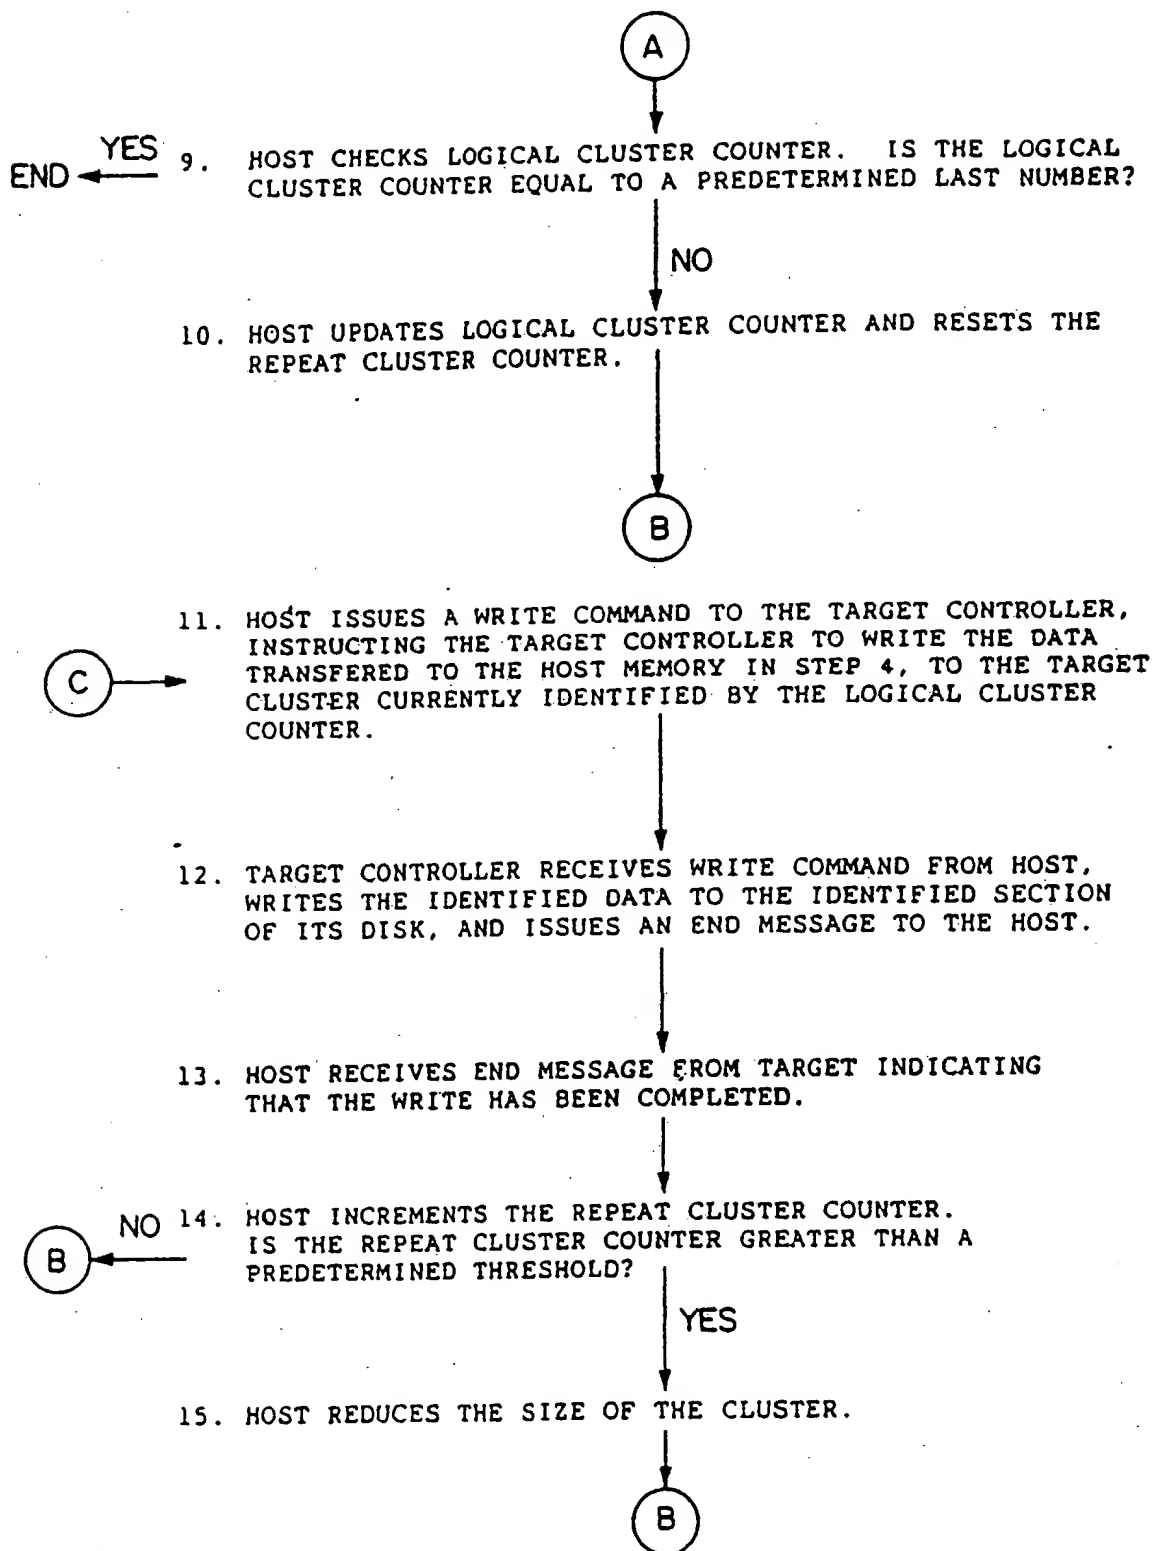 A
END
YES
9. HOST CHECKS LOGICAL CLUSTER COUNTER. IS THE LOGICAL
CLUSTER COUNTER EQUAL TO A PREDETERMINED LAST NUMBER?
NO
10. HOST UPDATES LOGICAL CLUSTER COUNTER AND RESETS THE
REPEAT CLUSTER COUNTER.
B
11. HOST ISSUES A WRITE COMMAND TO THE TARGET CONTROLLER,
INSTRUCTING THE TARGET CONTROLLER TO WRITE THE DATA
C
TRANSFERED TO THE HOST MEMORY IN STEP 4, TO THE TARGET
CLUSTER CURRENTLY IDENTIFIED BY THE LOGICAL CLUSTER
COUNTER.
12. TARGET CONTROLLER RECEIVES WRITE COMMAND FROM HOST,
WRITES THE IDENTIFIED DATA TO THE IDENTIFIED SECTION
OF ITS DISK, AND ISSUES AN END MESSAGE TO THE HOST.
13. HOST RECEIVES END MESSAGE FROM TARGET INDICATING
THAT THE WRITE HAS BEEN COMPLETED.
NO
B
14. HOST INCREMENTS THE REPEAT CLUSTER COUNTER.
IS THE REPEAT CLUSTER COUNTER GREATER THAN A
PREDETERMINED THRESHOLD?
YES
15. HOST REDUCES THE SIZE OF THE CLUSTER.
B